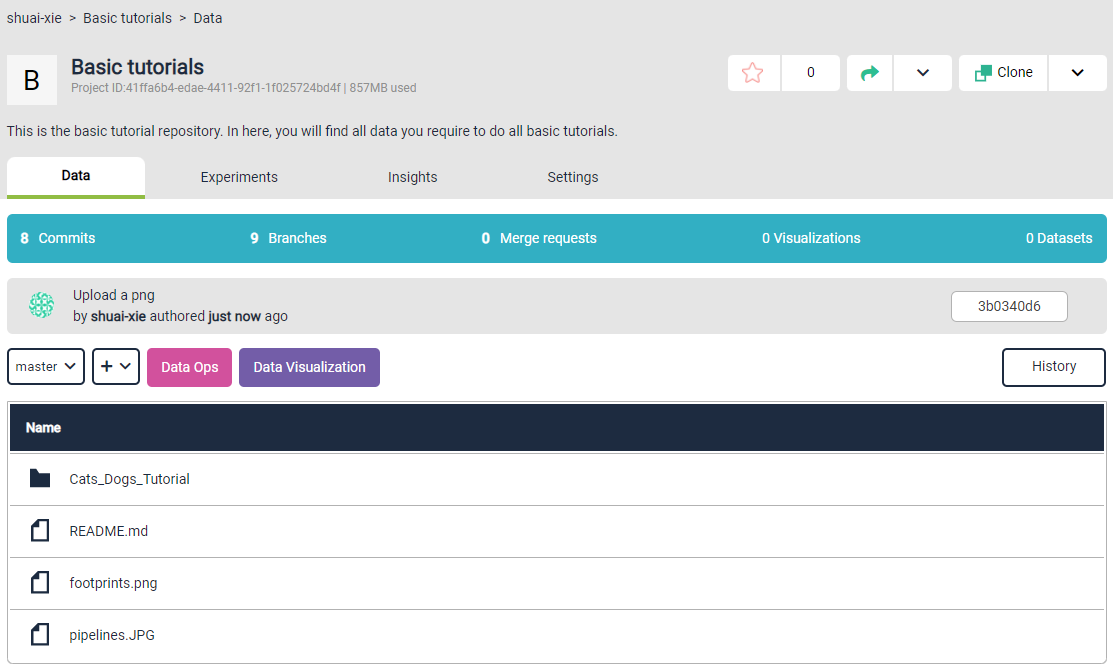 shuai-xie > Basic tutorials > Data
B
Basic tutorials
Project ID:41ffa6b4-edae-4411-92f1-1f025724bd4f | 857MB used
0
Clone
This is the basic tutorial repository. In here, you will find all data you require to do all basic tutorials.
Data Experiments Insights Settings
8 Commits 9 Branches 0 Merge requests 0 Visualizations 0 Datasets
Upload a png
by shuai-xie authored just now ago
3b0340d6
master + Data Ops Data Visualization History
Name
Cats_Dogs_Tutorial
README.md
footprints.png
pipelines.JPG